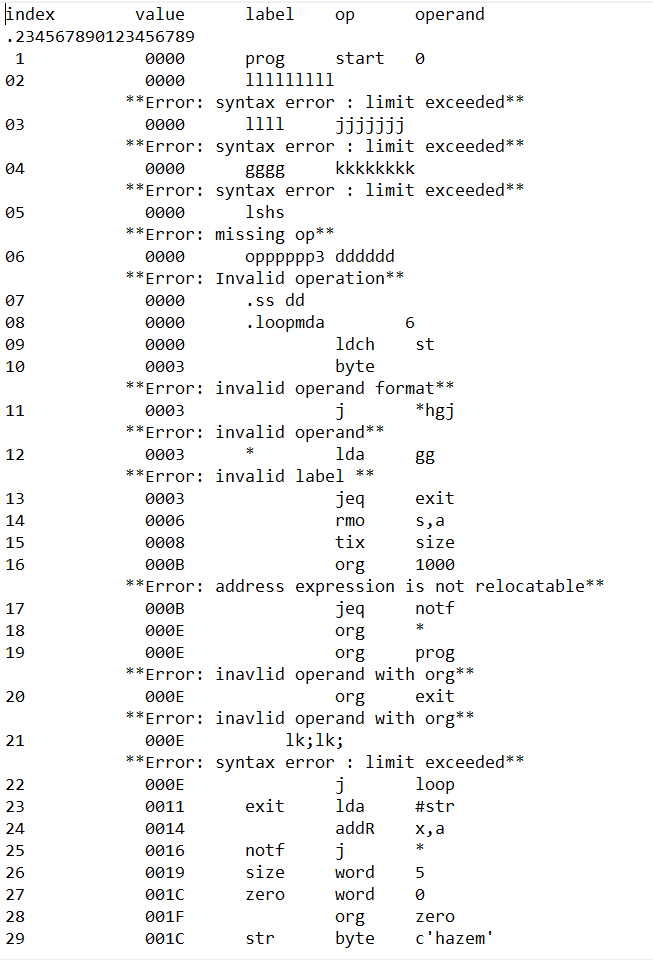 index value label op operand
.234567890123456789
1 0000 prog start 0
02 0000 lllllllll
**Error: syntax error : limit exceeded**
03 0000 llll jjjjjjj
**Error: syntax error : limit exceeded**
04 0000 gggg kkkkkkkk
**Error: syntax error : limit exceeded**
05 0000 lshs
**Error: missing op**
06 0000 opppppp3 dddddd
**Error: Invalid operation**
07 0000 .ss dd
08 0000 .loopmda 6
09 0000 ldch st
10 0003 byte
**Error: invalid operand format**
11 0003 j *hgj
**Error: invalid operand**
12 0003 * lda gg
**Error: invalid label **
13 0003 jeq exit
14 0006 rmo s,a
15 0008 tix size
16 000B org 1000
**Error: address expression is not relocatable**
17 000B jeq notf
18 000E org *
19 000E org prog
**Error: inavlid operand with org**
20 000E org exit
**Error: inavlid operand with org**
21 000E lk;lk;
**Error: syntax error : limit exceeded**
22 000E j loop
23 0011 exit lda #str
24 0014 addR x,a
25 0016 notf j *
26 0019 size word 5
27 001C zero word 0
28 001F org zero
29 001C str byte c'hazem'